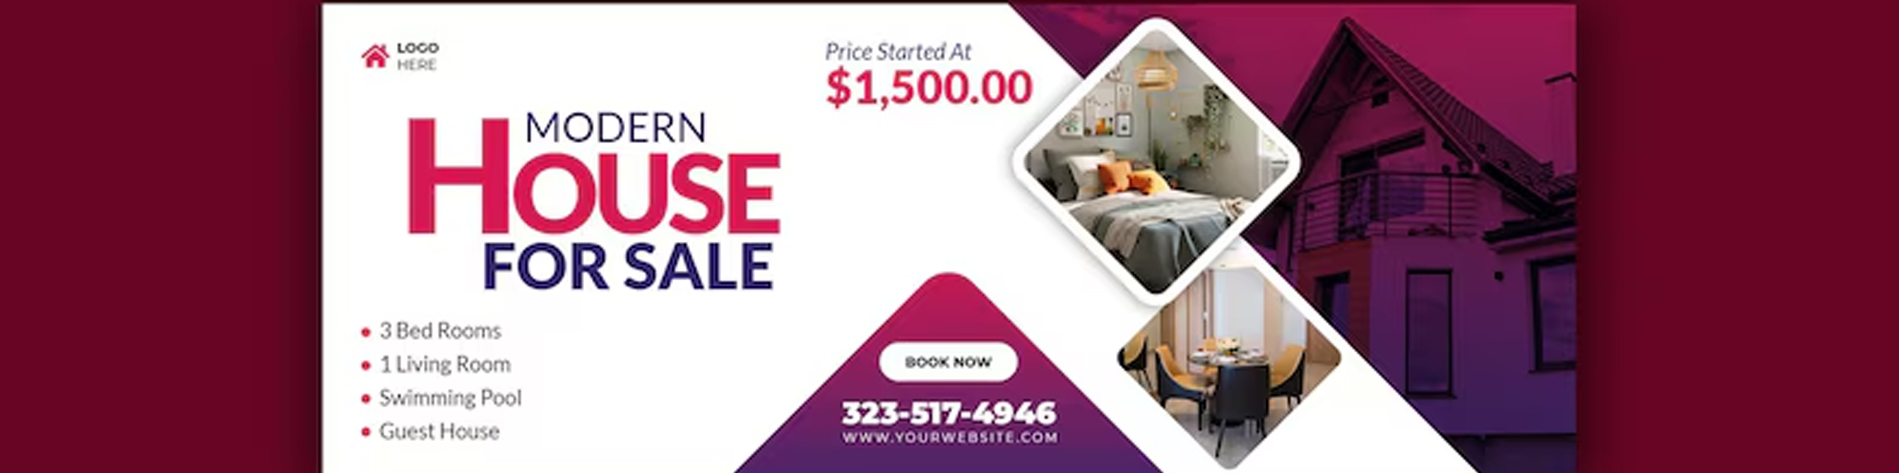 LOGO
HERE
MODERN
HOUSE
FOR SALE
3 Bed Rooms
1 Living Room
Swimming Pool
Guest House
Price Started At
$1,500.00
BOOK NOW
323-517-4946
WWW.YOURWEBSITE.COM